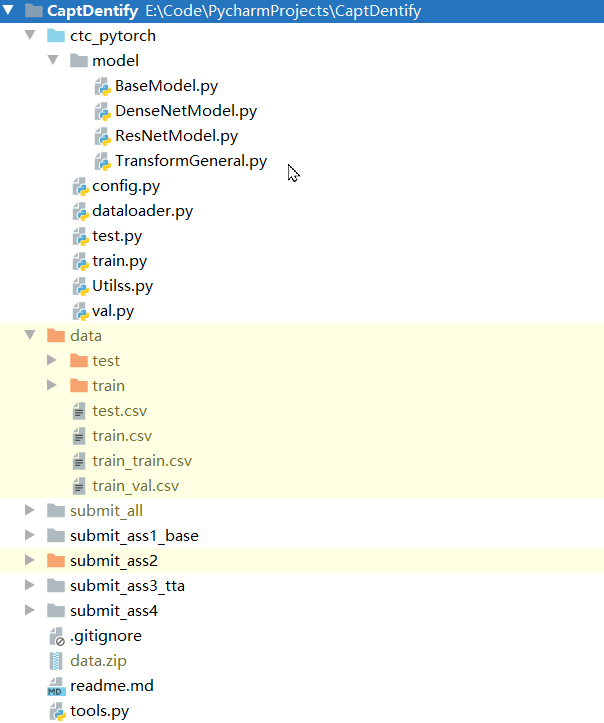 CaptDentify E:\Code\PycharmProjects\CaptDentify
ctc_pytorch
model
BaseModel.py
DenseNetModel.py
ResNetModel.py
TransformGeneral.py
config.py
dataloader.py
test.py
train.py
Utilss.py
val.py
data
test
train
test.csv
train.csv
train_train.csv
train_val.csv
submit_all
submit_ass1_base
submit_ass2
submit_ass3_tta
submit_ass4
.gitignore
data.zip
MD readme.md
tools.py